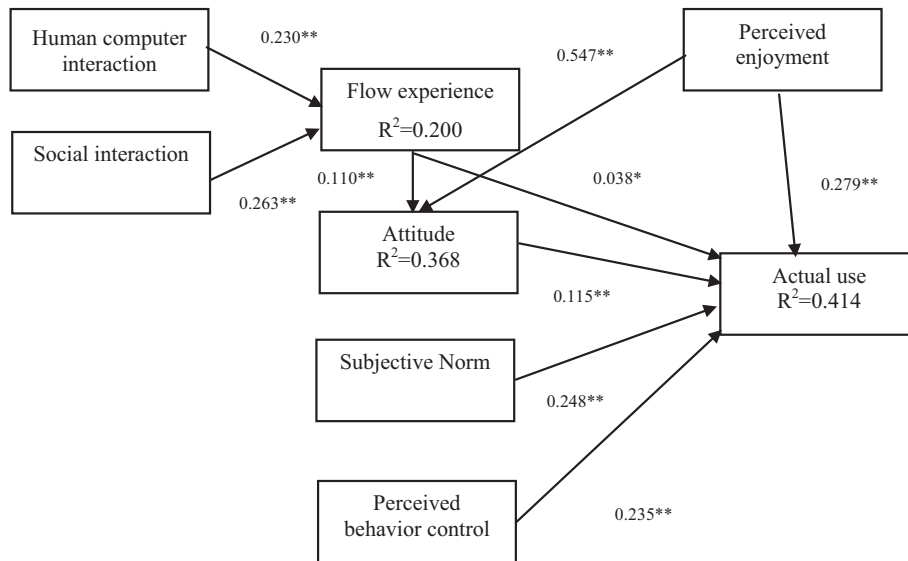 Human computer
interaction
0.230**
Perceived
enjoyment
0.547**
Flow experience
R²=0.200
Social interaction
0.263**
0.110**
0.038*
0.279**
Attitude
R²=0.368
Actual use
R²=0.414
0.115**
Subjective Norm
0.248**
Perceived
behavior control
0.235**